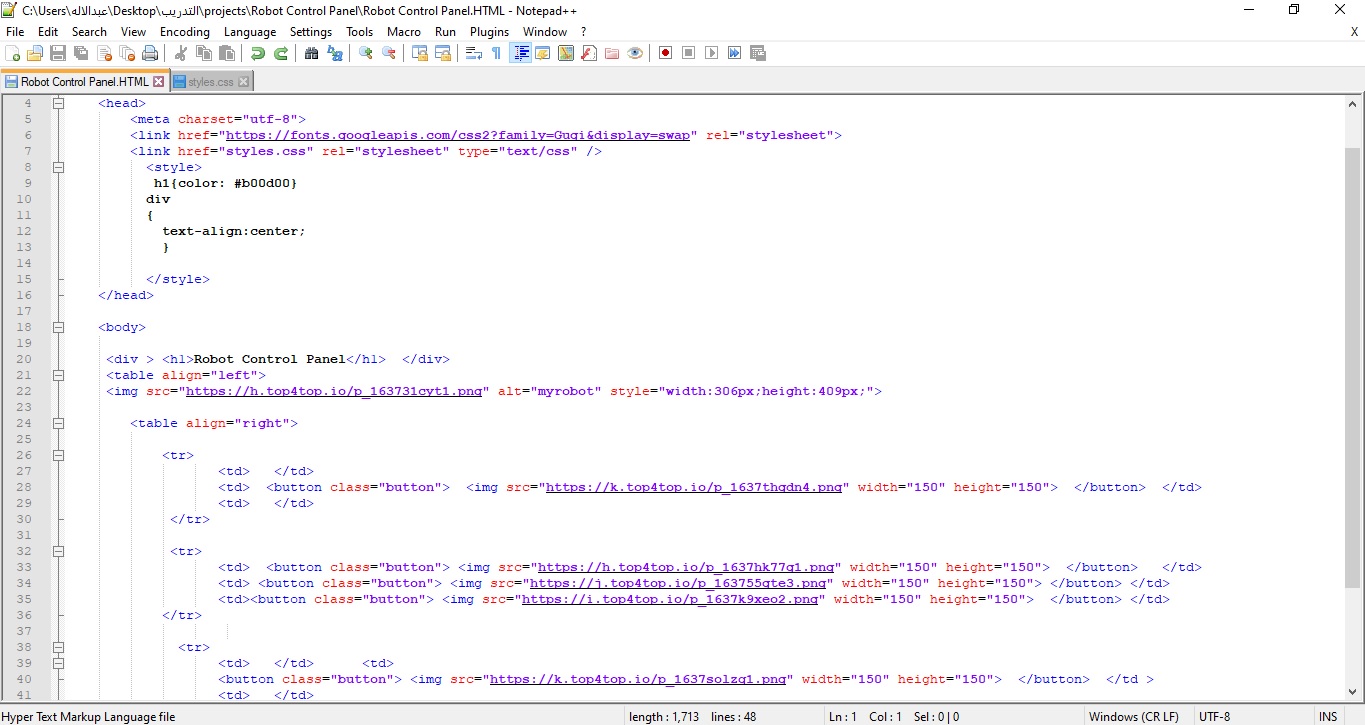 C:\Users\عبدالاله\Desktop\التدريب\projects\Robot Control Panel\Robot Control Panel.HTML - Notepad++
File Edit Search View Encoding Language Settings Tools Macro Run Plugins Window ? X
Robot Control Panel.HTML styles.css
4 <head>
5 <meta charset="utf-8">
6 <link href="https://fonts.googleapis.com/css2?family=Gugi&display=swap" rel="stylesheet">
7 <link href="styles.css" rel="stylesheet" type="text/css" />
8 <style>
9 h1{color: #b00d00}
10 div
11 {
12 text-align:center;
13 }
14
15 </style>
16 </head>
17
18 <body>
19
20 <div > <h1>Robot Control Panel</h1> </div>
21 <table align="left">
22 <img src="https://h.top4top.io/p_163731cyt1.png" alt="myrobot" style="width:306px;height:409px;">
23
24 <table align="right">
25
26 <tr>
27 <td> </td>
28 <td> <button class="button"> <img src="https://k.top4top.io/p_1637thqdn4.png" width="150" height="150"> </button> </td>
29 <td> </td>
30 </tr>
31
32 <tr>
33 <td> <button class="button"> <img src="https://h.top4top.io/p_1637hk77q1.png" width="150" height="150"> </button> </td>
34 <td> <button class="button"> <img src="https://j.top4top.io/p_163755qte3.png" width="150" height="150"> </button> </td>
35 <td><button class="button"> <img src="https://i.top4top.io/p_1637k9xeo2.png" width="150" height="150"> </button> </td>
36 </tr>
37
38 <tr>
39 <td> </td> <td>
40 <button class="button"> <img src="https://k.top4top.io/p_1637solzq1.png" width="150" height="150"> </button> </td >
41 <td> </td>
Hyper Text Markup Language file length : 1,713 lines : 48 Ln : 1 Col : 1 Sel : 0 | 0 Windows (CR LF) UTF-8 INS